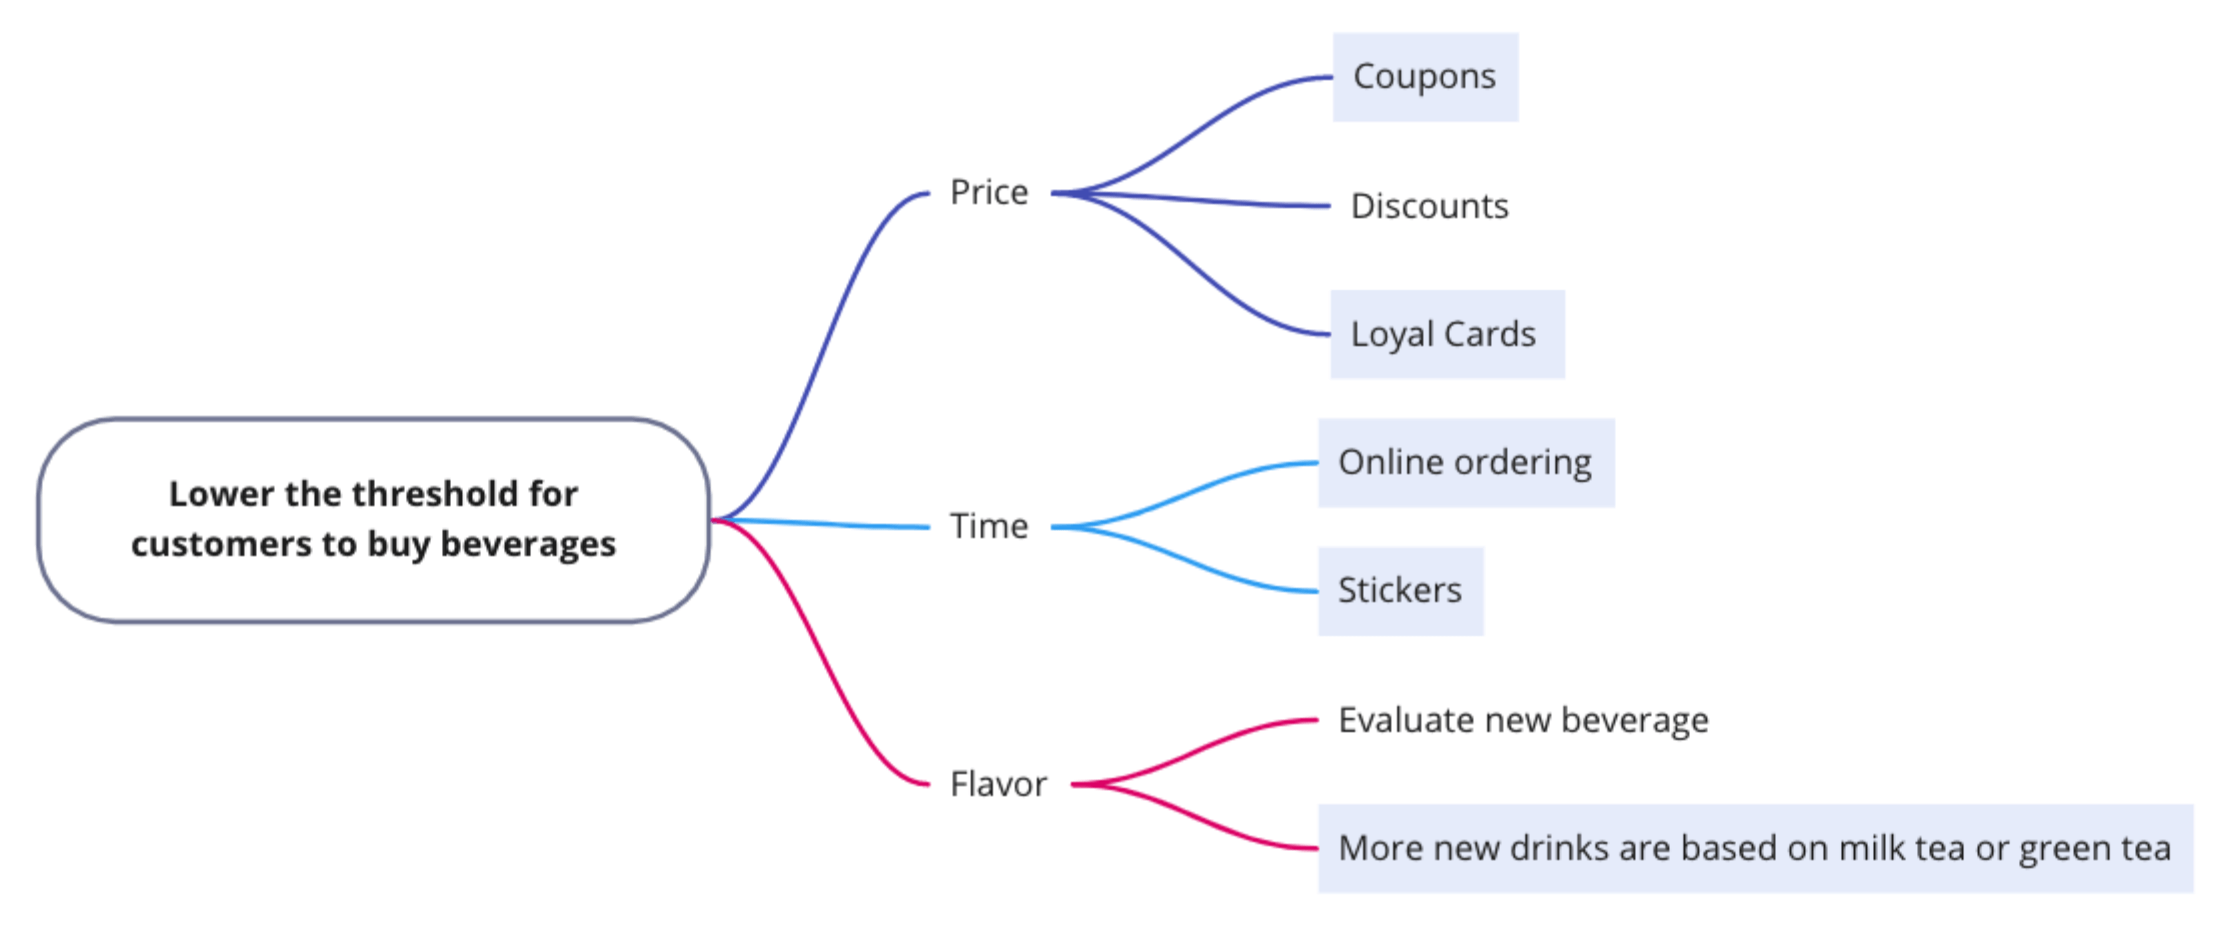 Lower the threshold for
customers to buy beverages
Price
Coupons
Discounts
Loyal Cards
Time
Online ordering
Stickers
Flavor
Evaluate new beverage
More new drinks are based on milk tea or green tea